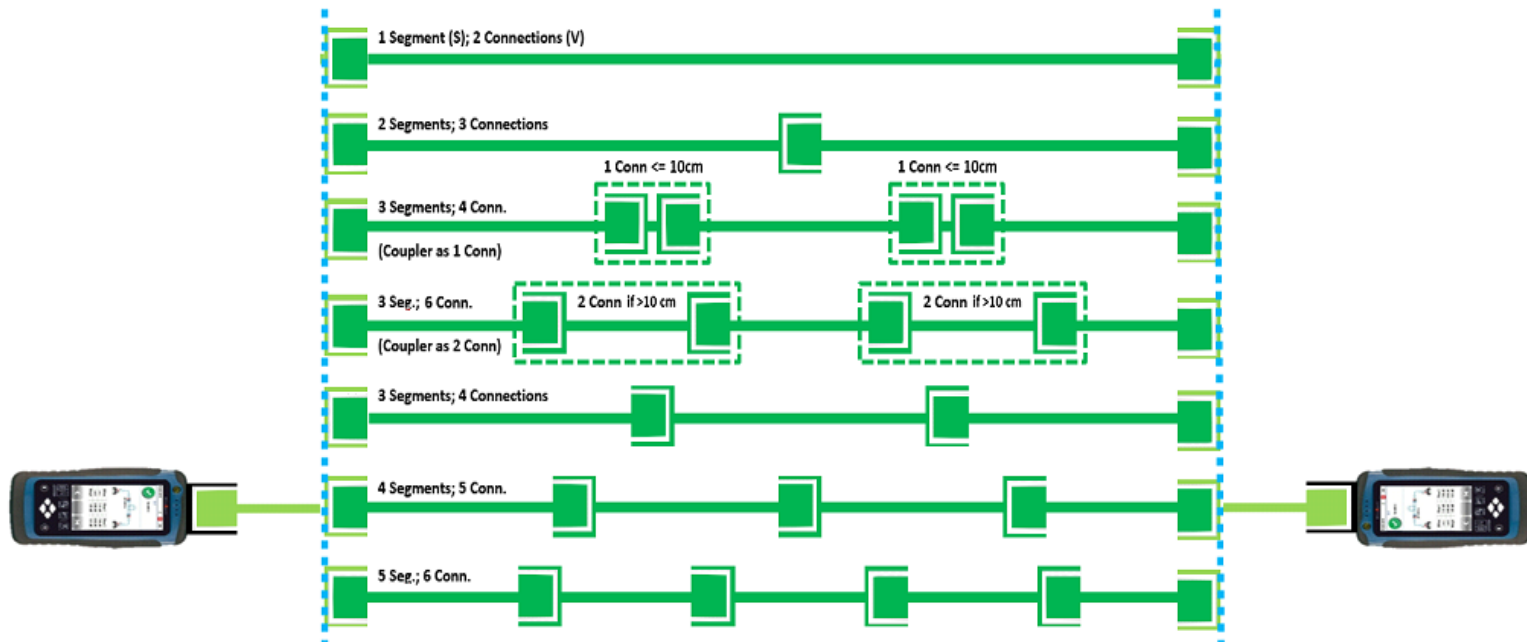 1 Segment (S); 2 Connections (V)
2 Segments; 3 Connections
1 Conn <= 10cm
1 Conn <= 10cm
3 Segments; 4 Conn.
(Coupler as 1 Conn)
3 Seg.; 6 Conn.
2 Conn if >10 cm
2 Conn if >10 cm
(Coupler as 2 Conn)
3 Segments; 4 Connections
4 Segments; 5 Conn.
5 Seg.; 6 Conn.